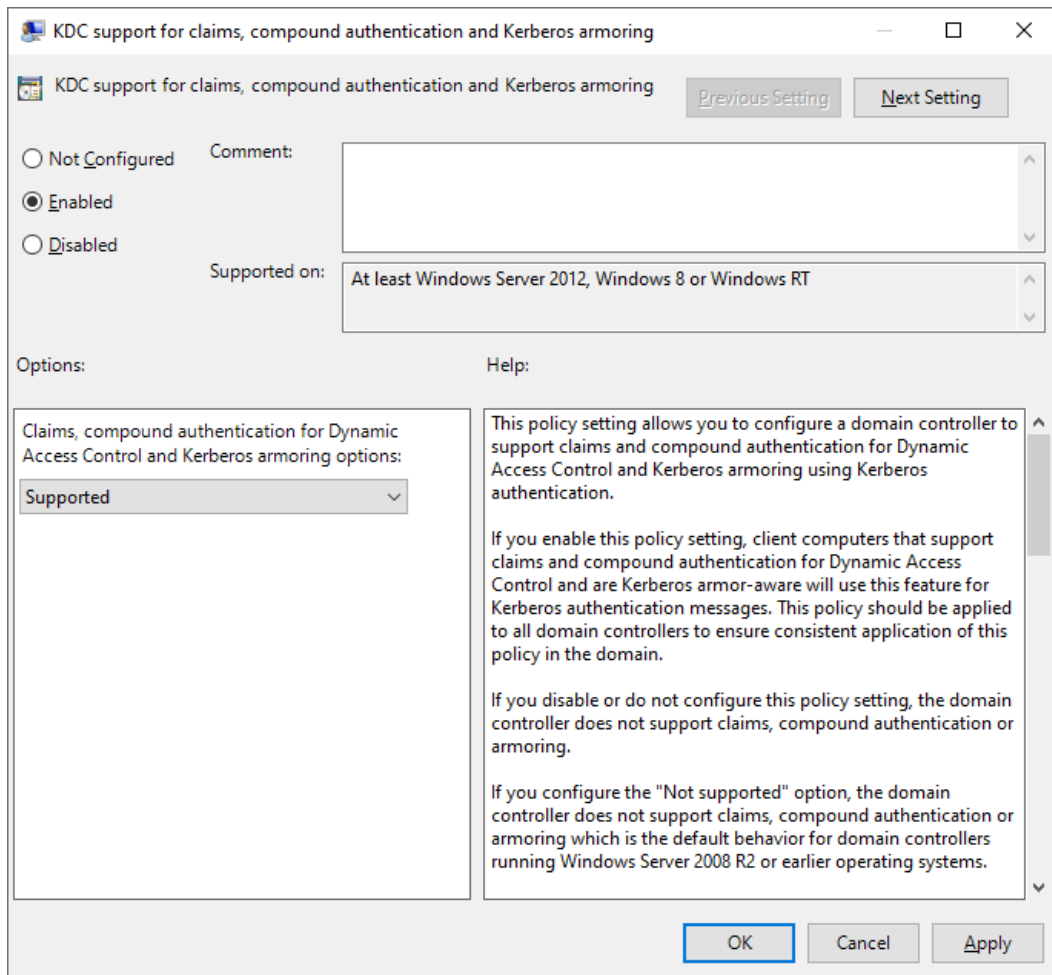 KDC support for claims, compound authentication and Kerberos armoring
KDC support for claims, compound authentication and Kerberos armoring
Previous Setting
Next Setting
Not Configured
Comment:
Enabled
Disabled
Supported on:
At least Windows Server 2012, Windows 8 or Windows RT
Options:
Help:
Claims, compound authentication for Dynamic
Access Control and Kerberos armoring options:
Supported
This policy setting allows you to configure a domain controller to
support claims and compound authentication for Dynamic
Access Control and Kerberos armoring using Kerberos
authentication.
If you enable this policy setting, client computers that support
claims and compound authentication for Dynamic Access
Control and are Kerberos armor-aware will use this feature for
Kerberos authentication messages. This policy should be applied
to all domain controllers to ensure consistent application of this
policy in the domain.
If you disable or do not configure this policy setting, the domain
controller does not support claims, compound authentication or
armoring.
If you configure the "Not supported" option, the domain
controller does not support claims, compound authentication or
armoring which is the default behavior for domain controllers
running Windows Server 2008 R2 or earlier operating systems.
OK
Cancel
Apply